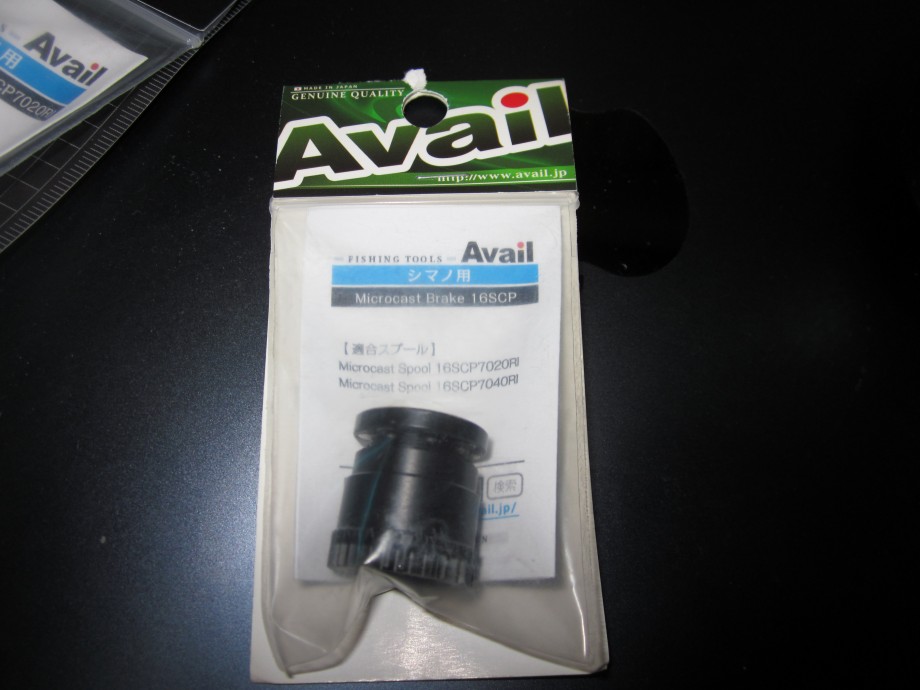 Avail
用
CP7020RI
MADE IN JAPAN
GENUINE QUALITY
Avail
http://www.avail.jp
FISHING TOOLS
Avail
シマノ用
Microcast Brake 16SCP
【適合スプール】
Microcast Spool 16SCP7020RI
Microcast Spool 16SCP7040RI
検索
ail.jp/